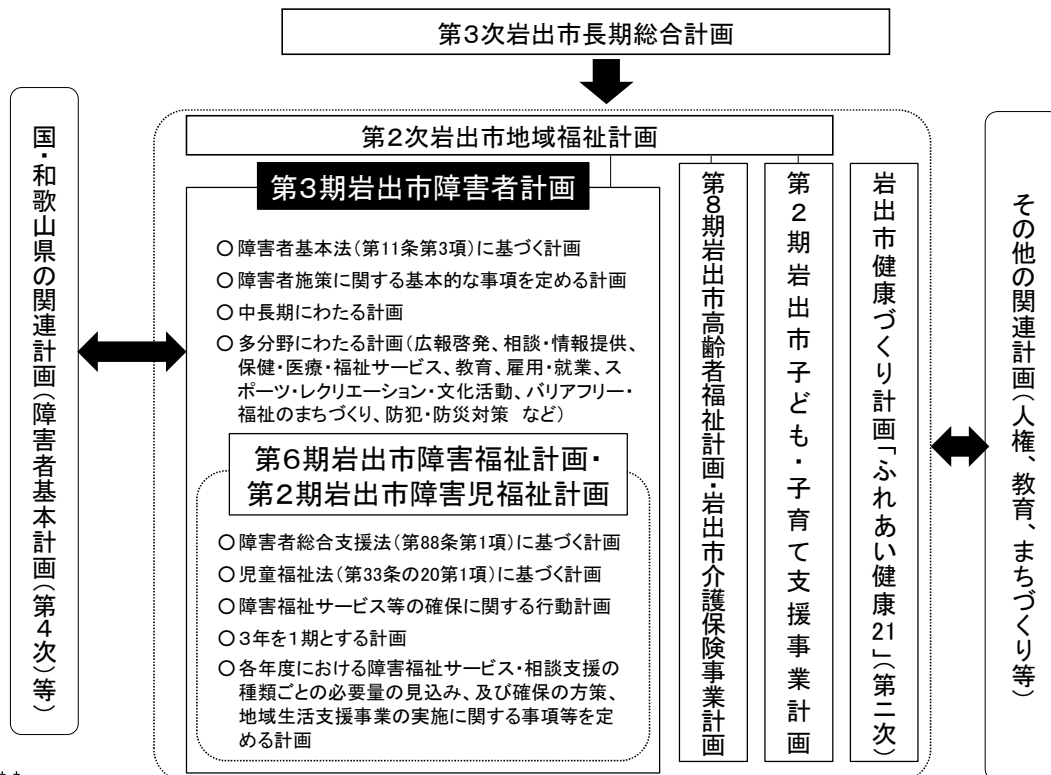 第3次岩出市長期総合計画
国・和歌山県の関連計画(障害者基本計画(第4次)等)
第2次岩出市地域福祉計画
第3期岩出市障害者計画
○障害者基本法(第11条第3項)に基づく計画
○障害者施策に関する基本的な事項を定める計画
○中長期にわたる計画
○多分野にわたる計画(広報啓発、相談・情報提供、
保健・医療・福祉サービス、教育、雇用・就業、ス
ポーツ・レクリエーション・文化活動、バリアフリー・
福祉のまちづくり、防犯・防災対策 など)
第6期岩出市障害福祉計画・
第2期岩出市障害児福祉計画
○障害者総合支援法(第88条第1項)に基づく計画
○児童福祉法(第33条の20第1項)に基づく計画
○障害福祉サービス等の確保に関する行動計画
○3年を1期とする計画
○各年度における障害福祉サービス・相談支援の
種類ごとの必要量の見込み、及び確保の方策、
地域生活支援事業の実施に関する事項等を定
める計画
第8期岩出市高齢者福祉計画・岩出市介護保険事業計画
第2期岩出市子ども・子育て支援事業計画
岩出市健康づくり計画「ふれあい健康21」(第二次)
その他の関連計画(人権、教育、まちづくり等)